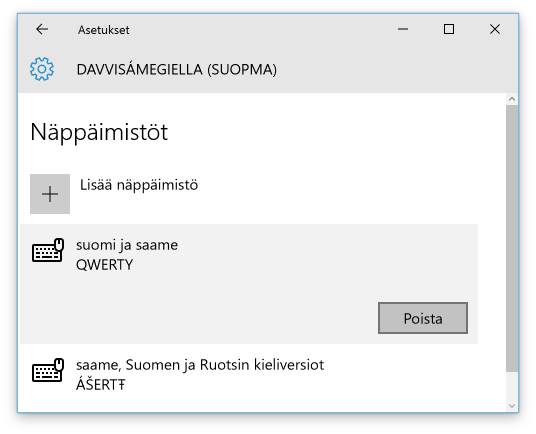 Asetukset
DAVVISÁMEGIELLA (SUOPMA)
Näppäimistöt
Lisää näppäimistö
suomi ja saame
QWERTY
Poista
saame, Suomen ja Ruotsin kieliversiot
ÁŠERTŦ